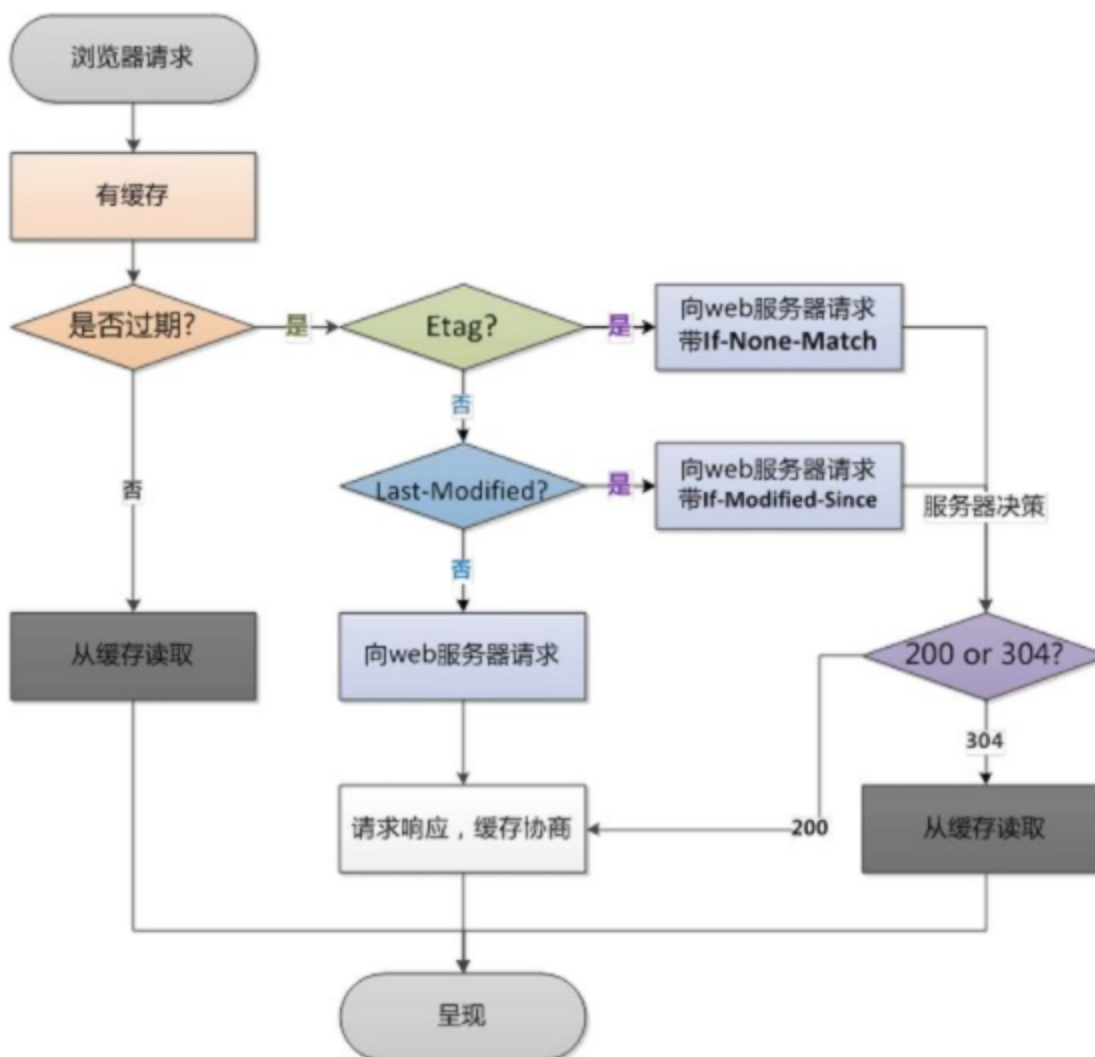 浏览器请求
有缓存
是否过期?
是
Etag?
是
向web服务器请求
带If-None-Match
否
否
Last-Modified?
是
向web服务器请求
带If-Modified-Since
服务器决策
否
从缓存读取
向web服务器请求
200 or 304?
304
请求响应，缓存协商
200
从缓存读取
呈现